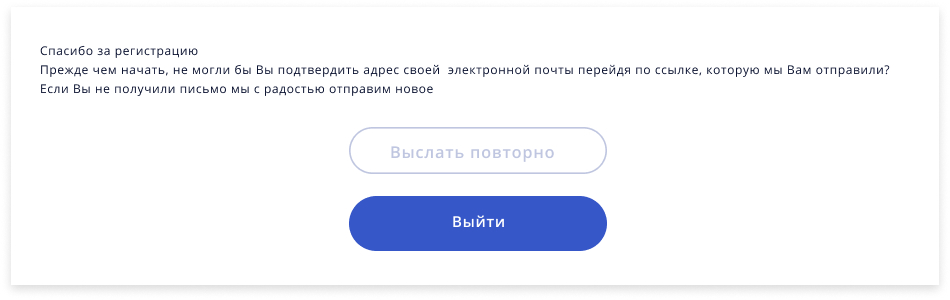 Спасибо за регистрацию
Прежде чем начать, не могли бы Вы подтвердить адрес своей  электронной почты перейдя по ссылке, которую мы Вам отправили?
Если Вы не получили письмо мы с радостью отправим новое
Выслать повторно
Выйти